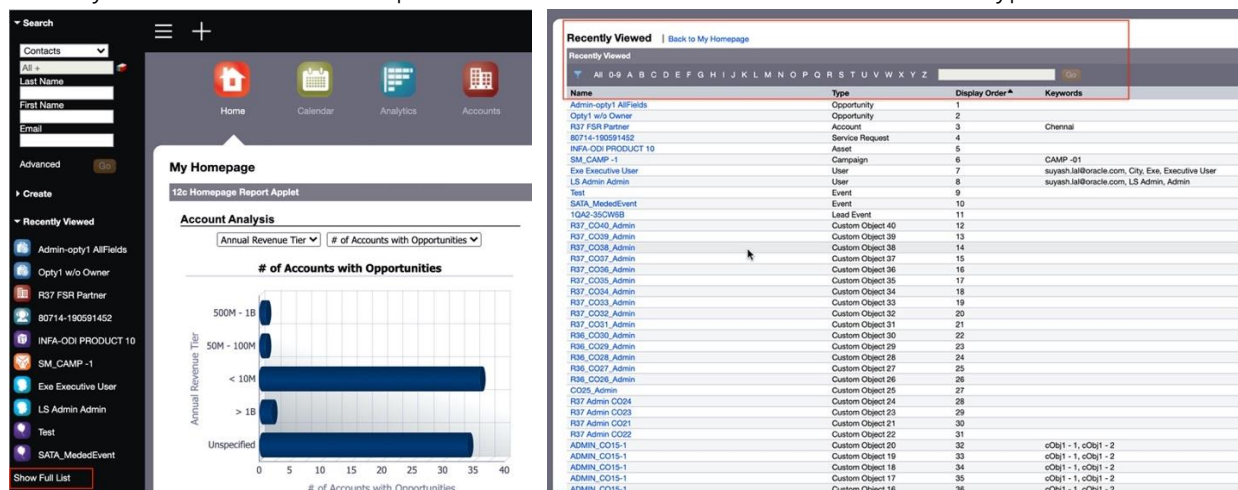 Search
Contacts
All +
Last Name
First Name
Email
Advanced Go
Create
Recently Viewed
Admin-opty1 AllFields
Opty1 w/o Owner
R37 FSR Partner
80714-190591452
INFA-ODI PRODUCT 10
SM_CAMP -1
Exe Executive User
LS Admin Admin
Test
SATA_MededEvent
Show Full List
Home Calendar Analytics Accounts
My Homepage
12c Homepage Report Applet
Account Analysis
Annual Revenue Tier # of Accounts with Opportunities
# of Accounts with Opportunities
Annual Revenue Tier
500M - 1B
50M - 100M
< 10M
> 1B
Unspecified
0 5 10 15 20 25 30 35 40
# of Accounts with Opportunities
Recently Viewed | Back to My Homepage
Recently Viewed
All 0-9 A B C D E F G H I J K L M N O P Q R S T U V W X Y Z Go
Name Type Display Order Keywords
Admin-opty1 AllFields Opportunity 1
Opty1 w/o Owner Opportunity 2
R37 FSR Partner Account 3 Chennai
80714-190591452 Service Request 4
INFA-ODI PRODUCT 10 Asset 5
SM_CAMP -1 Campaign 6 CAMP -01
Exe Executive User User 7 suyash.lal@oracle.com, City, Exe, Executive User
LS Admin Admin User 8 suyash.lal@oracle.com, LS Admin, Admin
Test Event 9
SATA_MededEvent Event 10
1QA2-35CW6B Lead Event 11
R37_CO40_Admin Custom Object 40 12
R37_CO39_Admin Custom Object 39 13
R37_CO38_Admin Custom Object 38 14
R37_CO37_Admin Custom Object 37 15
R37_CO36_Admin Custom Object 36 16
R37_CO35_Admin Custom Object 35 17
R37_CO34_Admin Custom Object 34 18
R37_CO33_Admin Custom Object 33 19
R37_CO32_Admin Custom Object 32 20
R37_CO31_Admin Custom Object 31 21
R36_CO30_Admin Custom Object 30 22
R36_CO29_Admin Custom Object 29 23
R36_CO28_Admin Custom Object 28 24
R36_CO27_Admin Custom Object 27 25
R36_CO26_Admin Custom Object 26 26
CO25_Admin Custom Object 25 27
R37 Admin CO24 Custom Object 24 28
R37 Admin CO23 Custom Object 23 29
R37 Admin CO21 Custom Object 21 30
R37 Admin CO22 Custom Object 22 31
ADMIN_CO15-1 Custom Object 20 32 cObj1 - 1, cObj1 - 2
ADMIN_CO15-1 Custom Object 19 33 cObj1 - 1, cObj1 - 2
ADMIN_CO15-1 Custom Object 18 34 cObj1 - 1, cObj1 - 2
ADMIN_CO15-1 Custom Object 17 35 cObj1 - 1, cObj1 - 2
ADMIN_CO15-1 Custom Object 16 36 cObj1 - 1, cObj1 - 2